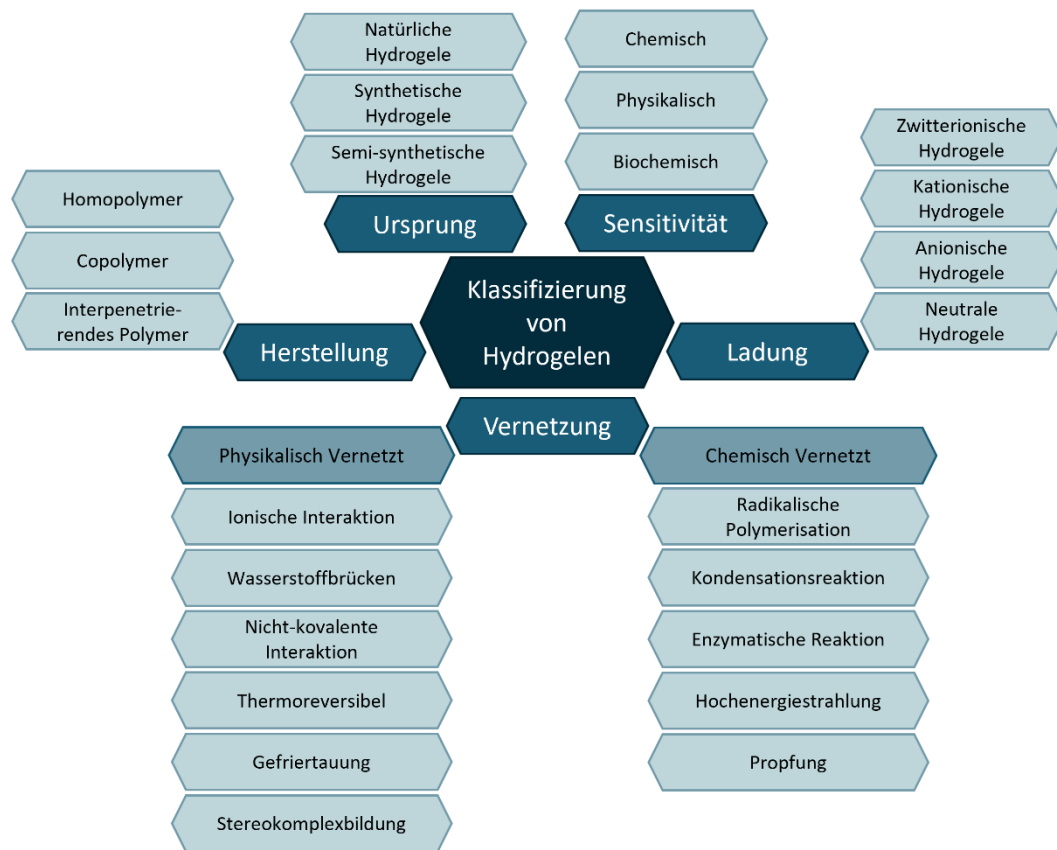 Natürliche
Hydrogele
Synthetische
Hydrogele
Semi-synthetische
Hydrogele
Ursprung
Chemisch
Physikalisch
Biochemisch
Sensitivität
Zwitterionische
Hydrogele
Kationische
Hydrogele
Anionische
Hydrogele
Neutrale
Hydrogele
Ladung
Homopolymer
Copolymer
Interpenetrie-
rendes Polymer
Herstellung
Klassifizierung
von
Hydrogelen
Vernetzung
Physikalisch Vernetzt
Ionische Interaktion
Wasserstoffbrücken
Nicht-kovalente
Interaktion
Thermoreversibel
Gefriertauung
Stereokomplexbildung
Chemisch Vernetzt
Radikalische
Polymerisation
Kondensationsreaktion
Enzymatische Reaktion
Hochenergiestrahlung
Propfung